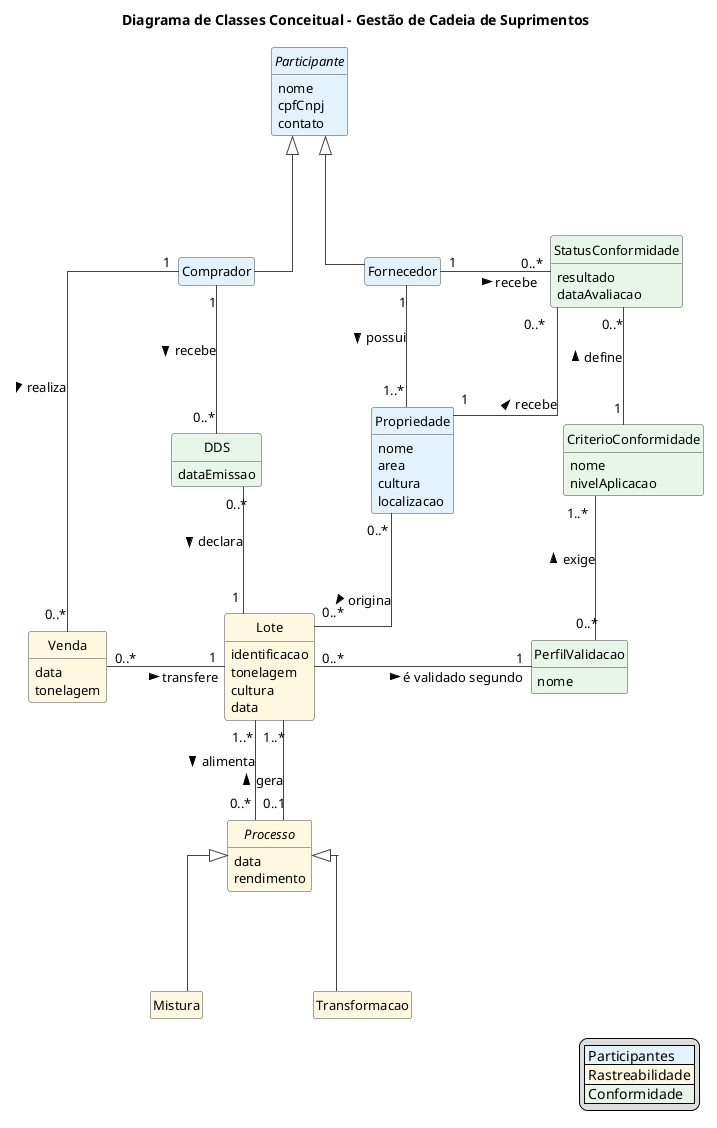 Diagrama de Classes Conceitual - Gestão de Cadeia de Suprimentos
Participante
nome
cpfCnpj
contato
StatusConformidade
resultado
dataAvaliacao
1
Comprador
Fornecedor
1
0..*
recebe
1
1
0..*
0..*
possui
recebe
define
realiza
1..*
1
recebe
1
0..*
Propriedade
nome
area
cultura
localizacao
CriterioConformidade
nome
nivelAplicacao
DDS
dataEmissao
0..*
0..*
1..*
declara
exige
origina
1
0..*
0..*
0..*
Lote
identificacao
tonelagem
cultura
data
Venda
data
tonelagem
PerfilValidacao
nome
0..*
1
transfere
0..*
1
é validado segundo
1..*
1..*
alimenta
gera
0..*
0..1
Processo
data
rendimento
Mistura
Transformacao
Participantes
Rastreabilidade
Conformidade